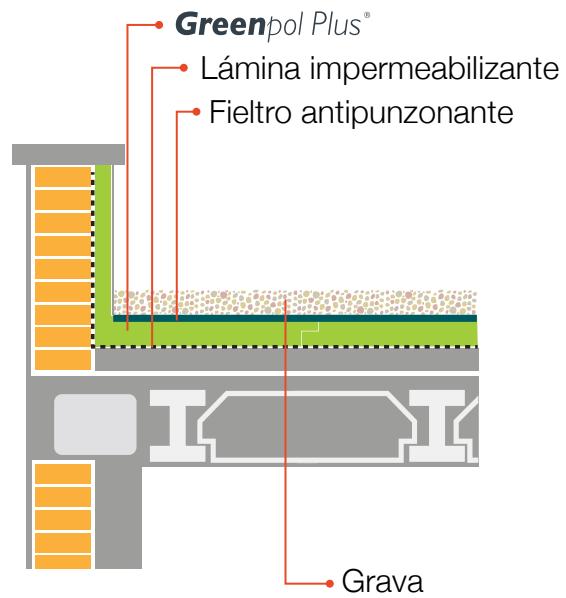 Greenpol Plus®
Lámina impermeabilizante
Fieltro antipunzonante
Grava